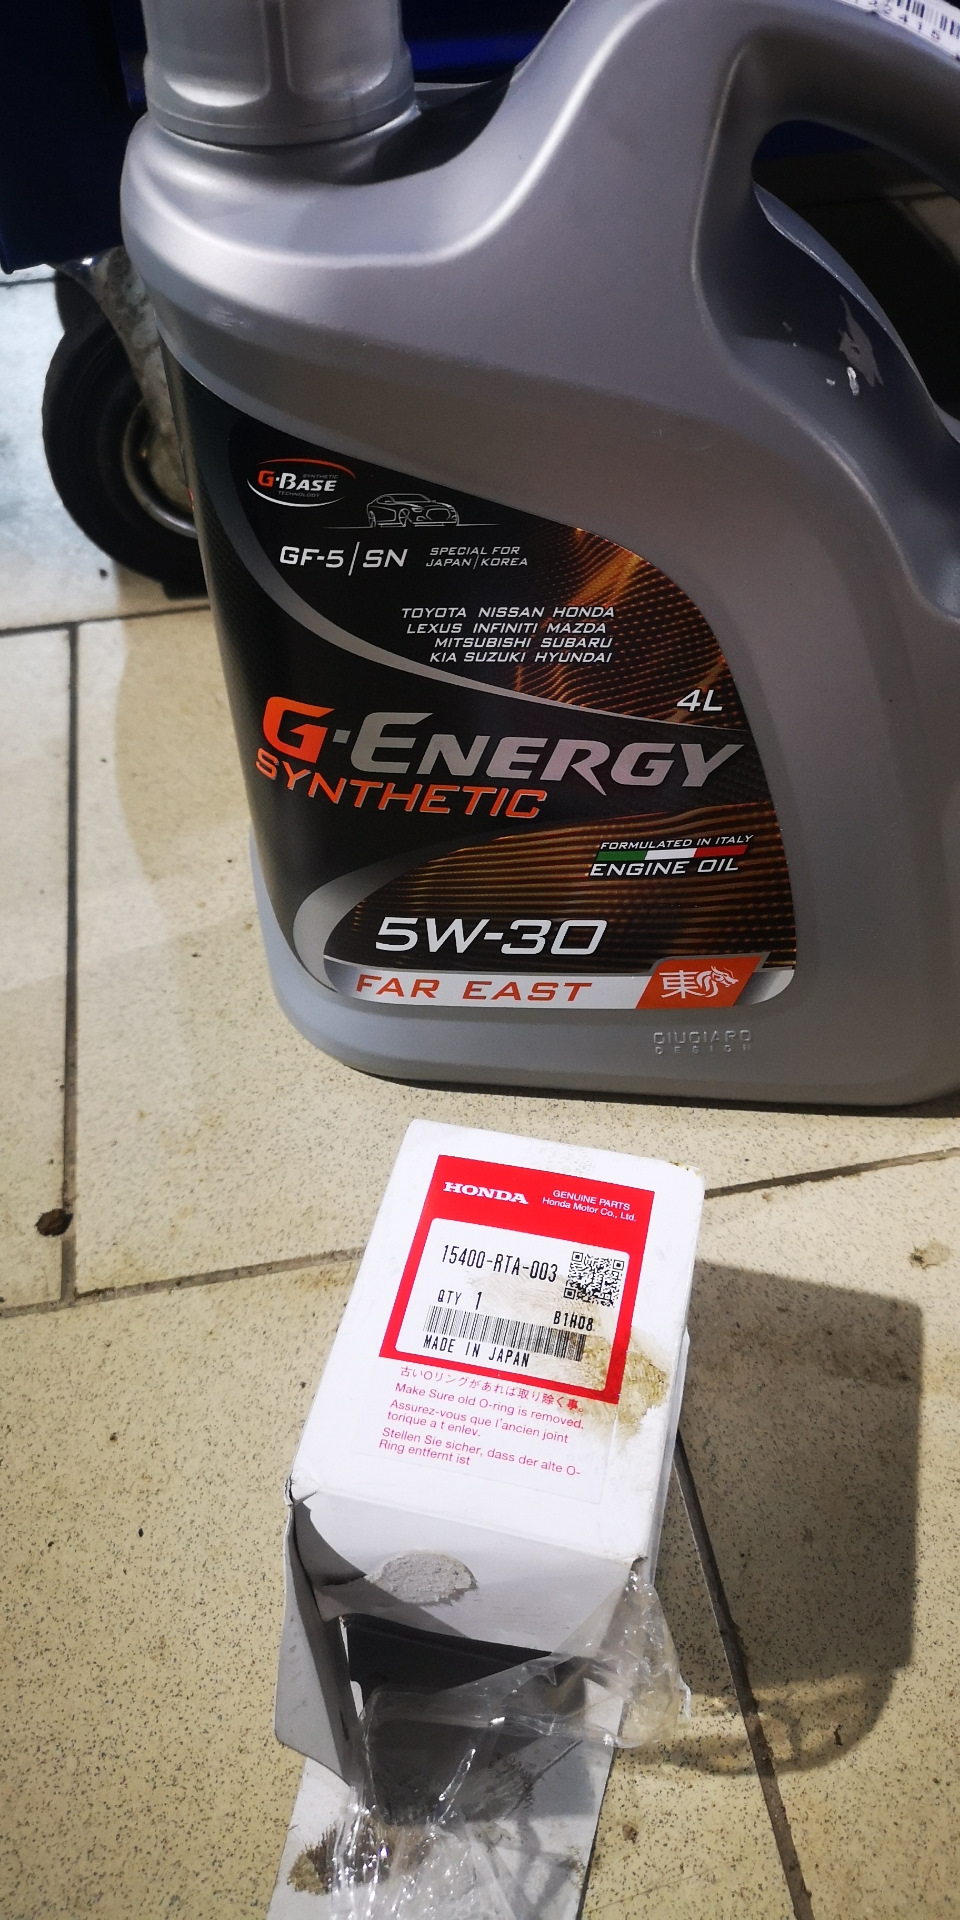 G·BASE
SYNTHETIC
TECHNOLOGY
GF-5 | SN
SPECIAL FOR
JAPAN | KOREA
TOYOTA NISSAN HONDA
LEXUS INFINITI MAZDA
MITSUBISHI SUBARU
KIA SUZUKI HYUNDAI
4L
G·ENERGY
SYNTHETIC
FORMULATED IN ITALY
ENGINE OIL
5W-30
FAR EAST
東
GIUGIARO
DESIGN
HONDA
GENUINE PARTS
Honda Motor Co., Ltd.
15400-RTA-003
QTY 1
B1H08
MADE IN JAPAN
古いOリングがあれば取り除く事。
Make Sure old O-ring is removed.
Assurez-vous que l'ancien joint
torique a t enlev.
Stellen Sie sicher, dass der alte O-
Ring entfernt ist